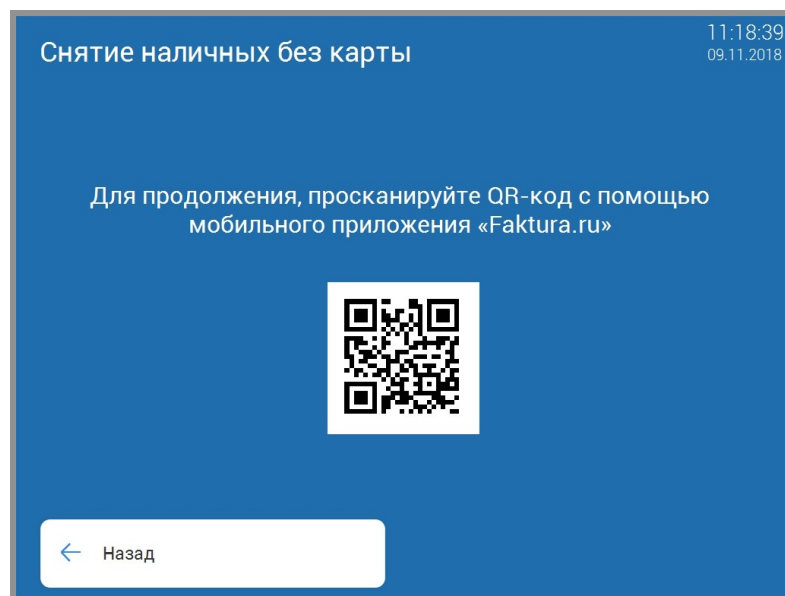 Снятие наличных без карты
11:18:39
09.11.2018
Для продолжения, просканируйте QR-код с помощью
мобильного приложения «Faktura.ru»
Назад